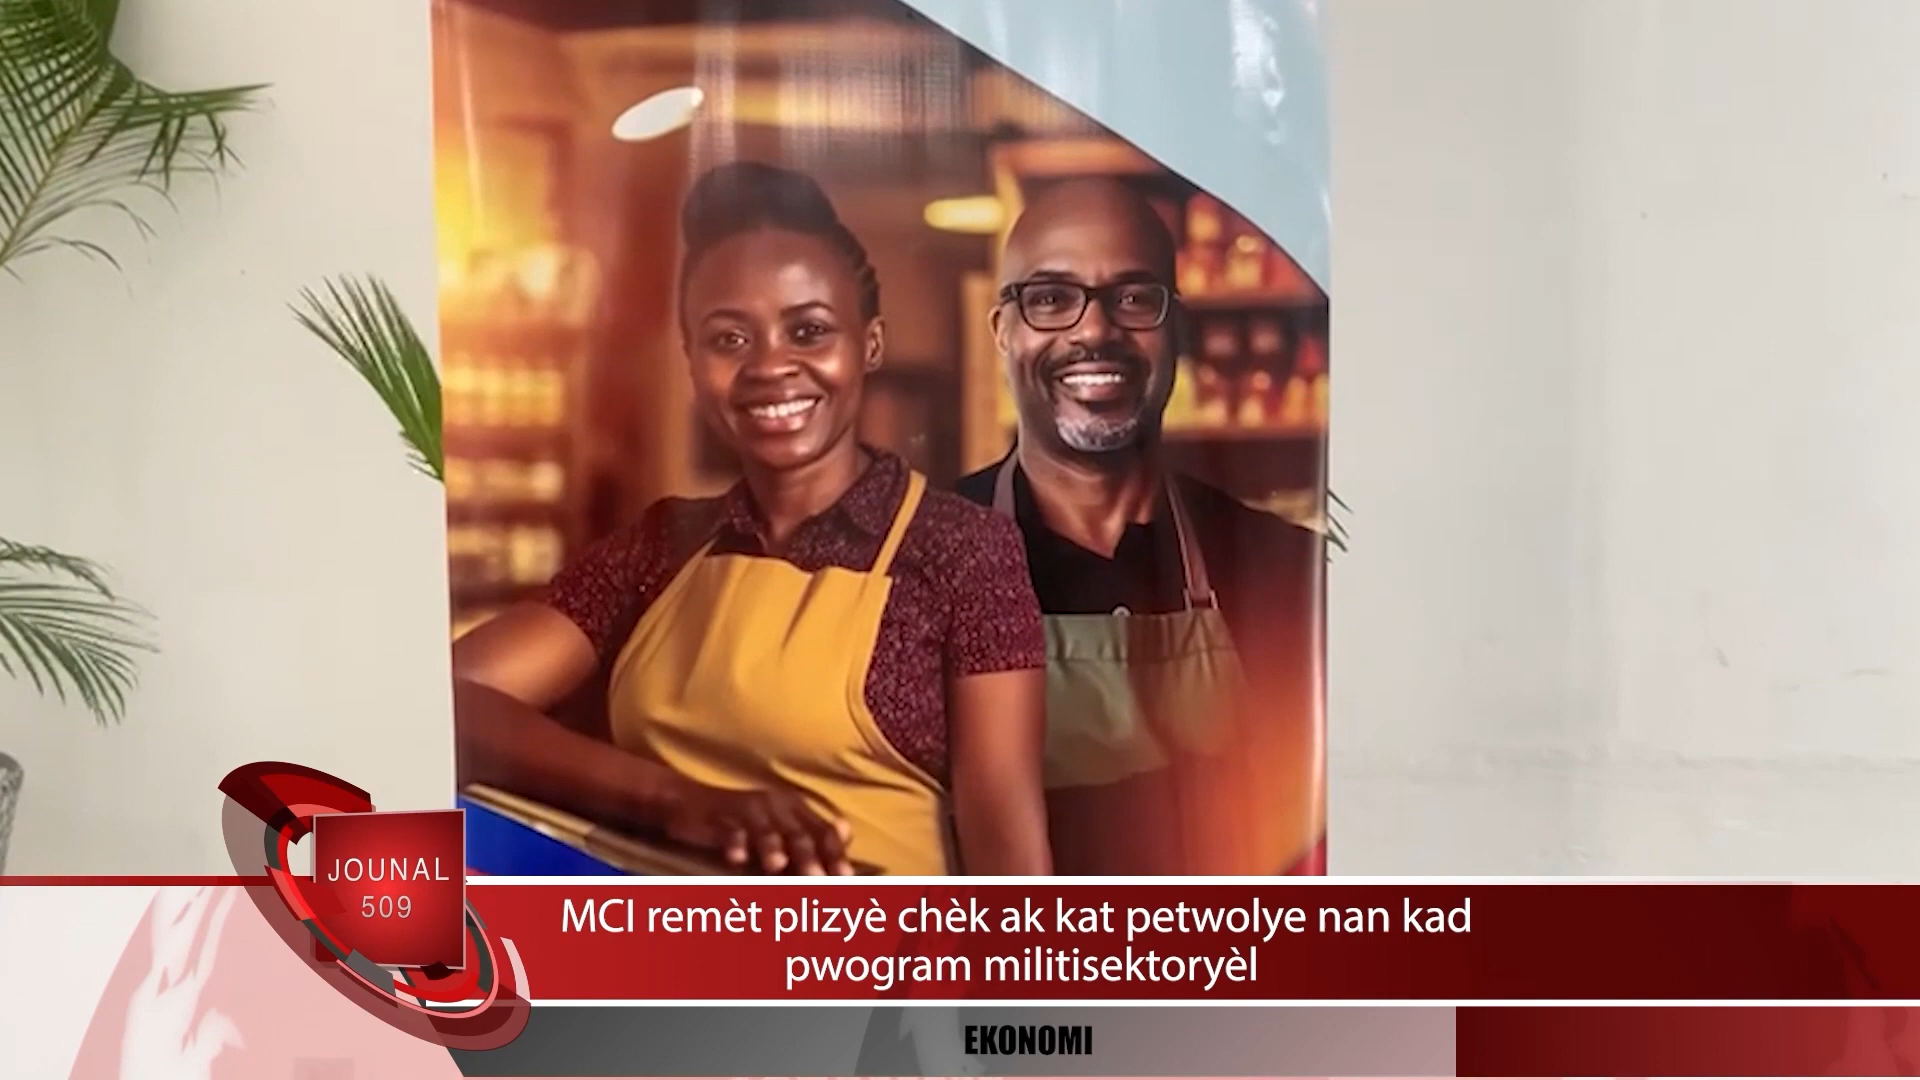 JOUNAL
509
MCI remèt plizyè chèk ak kat petwolye nan kad
pwogram militisektoryèl
EKONOMI